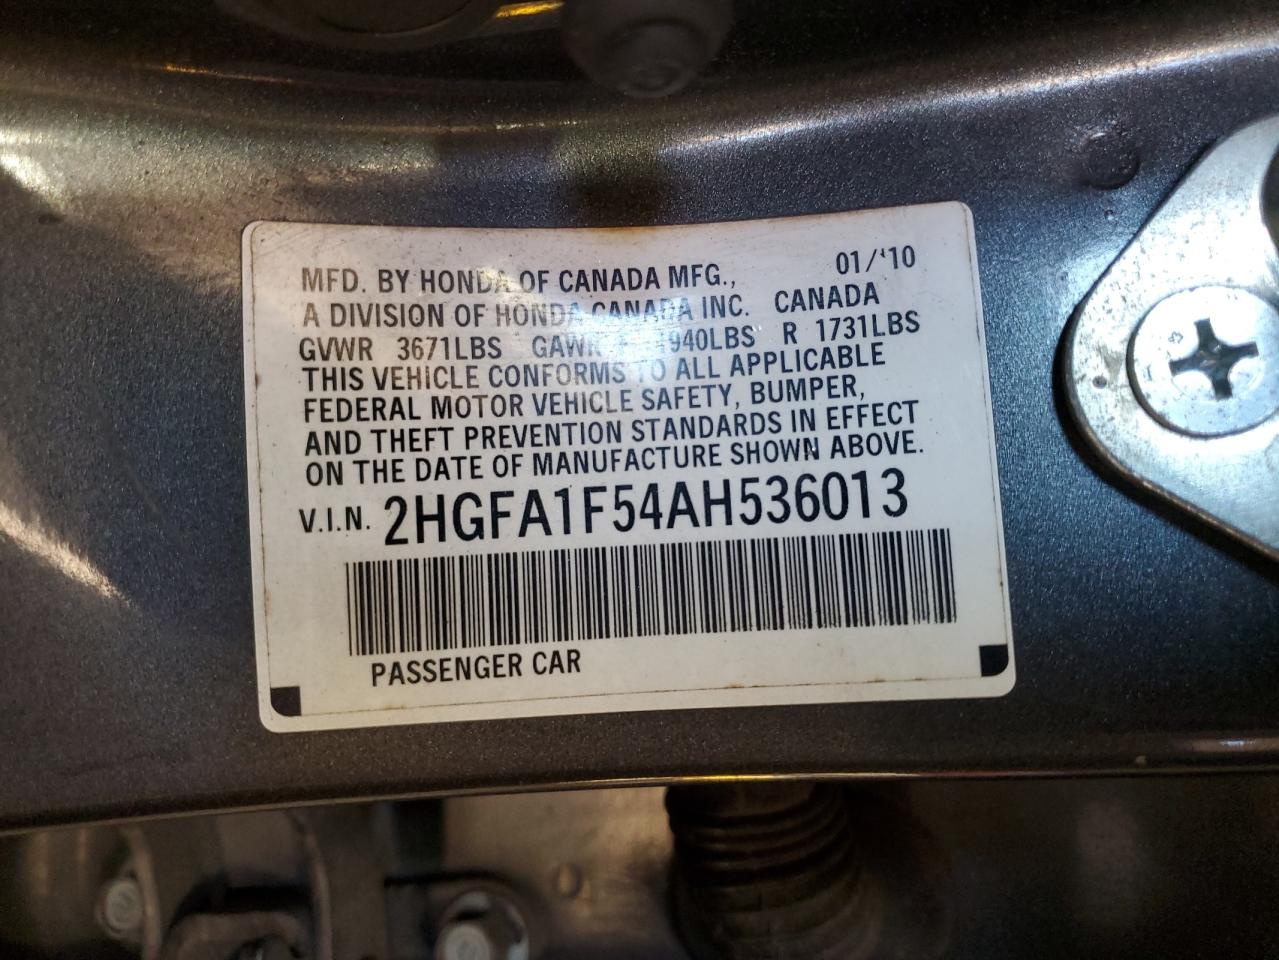 MFD. BY HONDA OF CANADA MFG., 01/'10
A DIVISION OF HONDA CANADA INC. CANADA
GVWR 3671LBS GAWR 940LBS R 1731LBS
THIS VEHICLE CONFORMS TO ALL APPLICABLE
FEDERAL MOTOR VEHICLE SAFETY, BUMPER,
AND THEFT PREVENTION STANDARDS IN EFFECT
ON THE DATE OF MANUFACTURE SHOWN ABOVE.
V.I.N. 2HGFA1F54AH536013
PASSENGER CAR